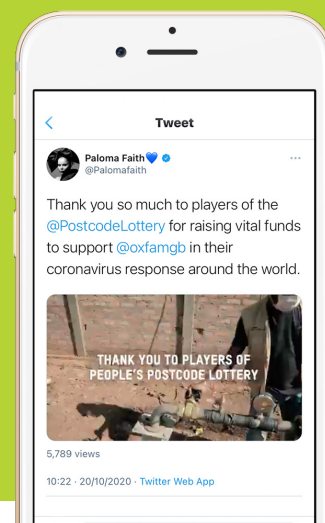 Tweet
Paloma Faith💙
@Palomafaith
Thank you so much to players of the
@PostcodeLottery for raising vital funds
to support @oxfamgb in their
coronavirus response around the world.
THANK YOU TO PLAYERS OF
PEOPLE'S POSTCODE LOTTERY
5,789 views
10:22 · 20/10/2020 · Twitter Web App